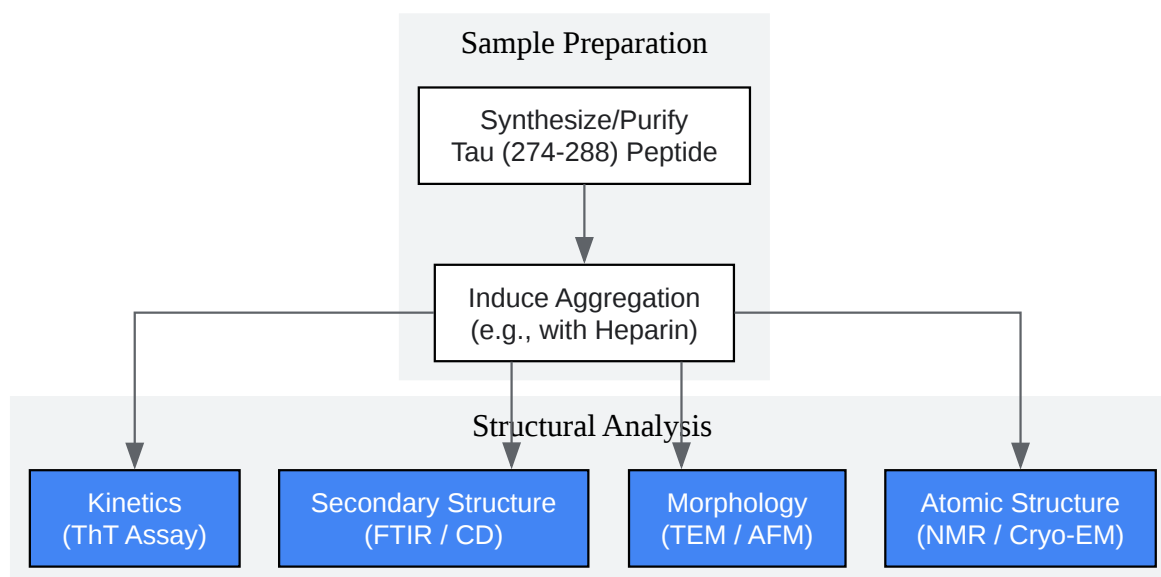 Sample Preparation
Synthesize/Purify
Tau (274-288) Peptide
Induce Aggregation
(e.g., with Heparin)
Structural Analysis
Kinetics
(ThT Assay)
Secondary Structure
(FTIR / CD)
Morphology
(TEM / AFM)
Atomic Structure
(NMR / Cryo-EM)